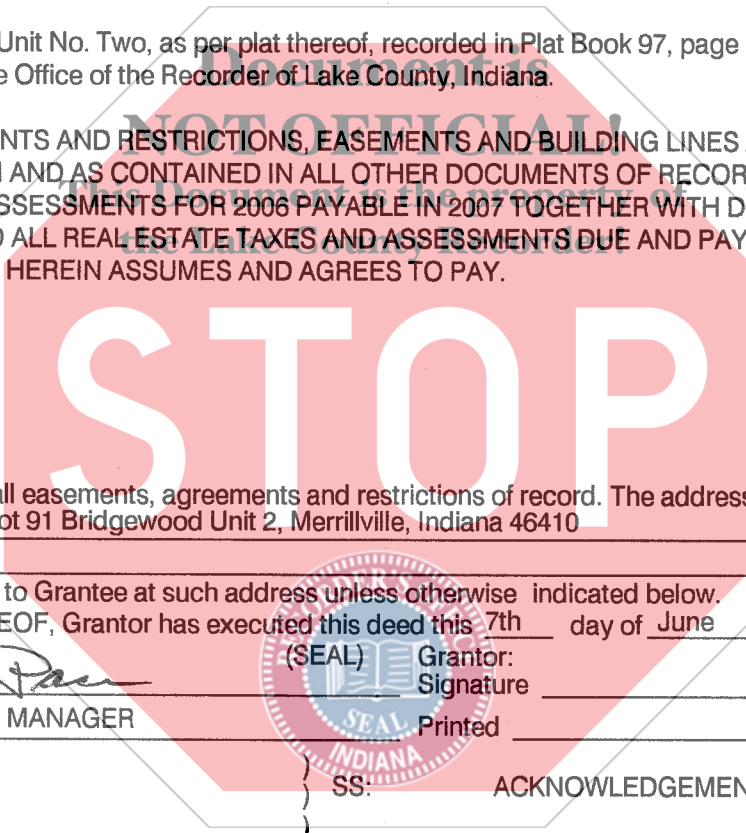 Unit No. Two, as per plat thereof, recorded in Plat Book 97, page
e Office of the Recorder of Lake County, Indiana.
Document is
NOT OFFICIAL!
This Document is the property of
the Lake County Recorder!
NTS AND RESTRICTIONS, EASEMENTS AND BUILDING LINES
AND AS CONTAINED IN ALL OTHER DOCUMENTS OF RECOR
SSESSMENTS FOR 2006 PAYABLE IN 2007 TOGETHER WITH D
ALL REAL ESTATE TAXES AND ASSESSMENTS DUE AND PAY
HEREIN ASSUMES AND AGREES TO PAY.
STOP
all easements, agreements and restrictions of record. The address
ot 91 Bridgewood Unit 2, Merrillville, Indiana 46410
to Grantee at such address unless otherwise indicated below.
EOF, Grantor has executed this deed this 7th day of June
(SEAL) Grantor:
Signature
MANAGER Printed
SEAL
INDIANA
) SS: ACKNOWLEDGEMEN
)
)